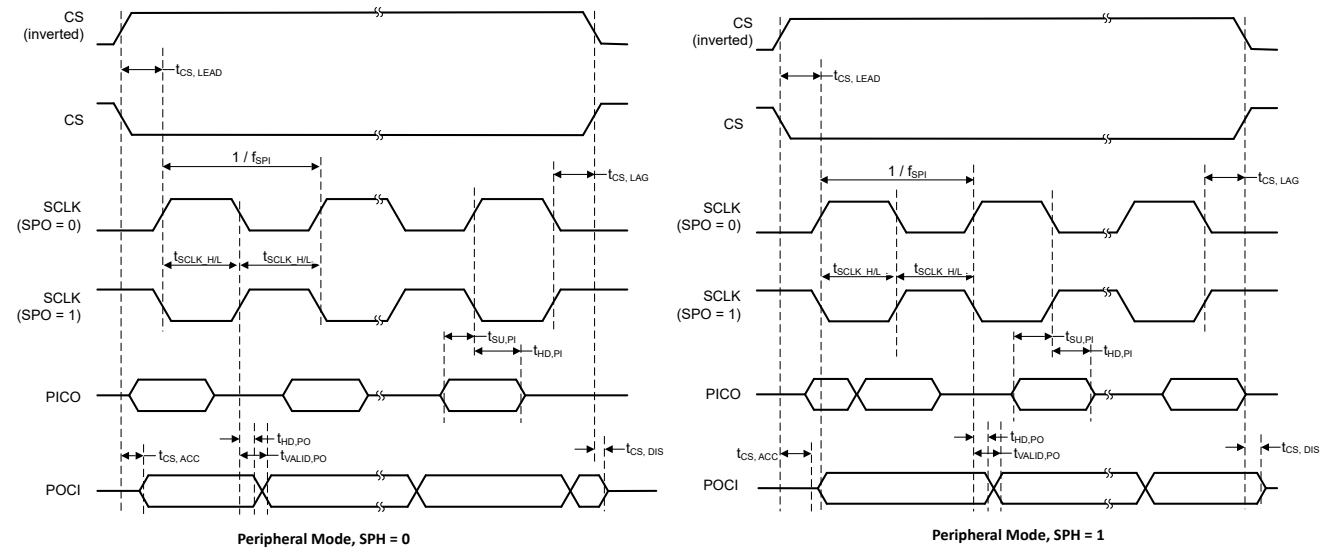 CS
(inverted)
tCS, LEAD
CS
1 / fSPI
tCS, LAG
SCLK
(SPO = 0)
tSCLK_H/L
tSCLK_H/L
SCLK
(SPO = 1)
tSU,PI
tHD,PI
PICO
tHD,PO
tCS, ACC
tVALID,PO
tCS, DIS
POCI
Peripheral Mode, SPH = 0
CS
(inverted)
tCS, LEAD
CS
1 / fSPI
tCS, LAG
SCLK
(SPO = 0)
tSCLK_H/L
tSCLK_H/L
SCLK
(SPO = 1)
tSU,PI
tHD,PI
PICO
tHD,PO
tCS, ACC
tVALID,PO
tCS, DIS
POCI
Peripheral Mode, SPH = 1